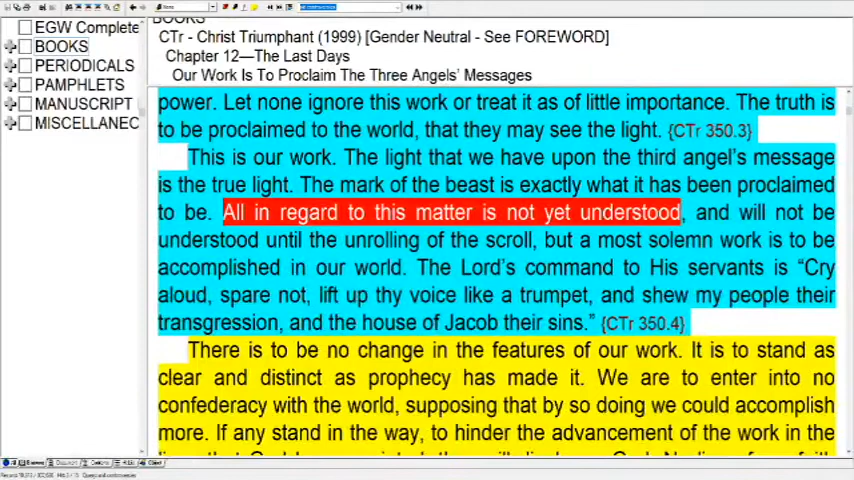 EGW Complete
BOOKS
PERIODICALS
PAMPHLETS
MANUSCRIPT
MISCELLANEC
BOOKS
CTr - Christ Triumphant (1999) [Gender Neutral - See FOREWORD]
Chapter 12—The Last Days
Our Work Is To Proclaim The Three Angels' Messages
power. Let none ignore this work or treat it as of little importance. The truth is
to be proclaimed to the world, that they may see the light. {CTr 350.3}
This is our work. The light that we have upon the third angel's message
is the true light. The mark of the beast is exactly what it has been proclaimed
to be. All in regard to this matter is not yet understood, and will not be
understood until the unrolling of the scroll, but a most solemn work is to be
accomplished in our world. The Lord's command to His servants is “Cry
aloud, spare not, lift up thy voice like a trumpet, and shew my people their
transgression, and the house of Jacob their sins.” {CTr 350.4}
There is to be no change in the features of our work. It is to stand as
clear and distinct as prophecy has made it. We are to enter into no
confederacy with the world, supposing that by so doing we could accomplish
more. If any stand in the way, to hinder the advancement of the work in the